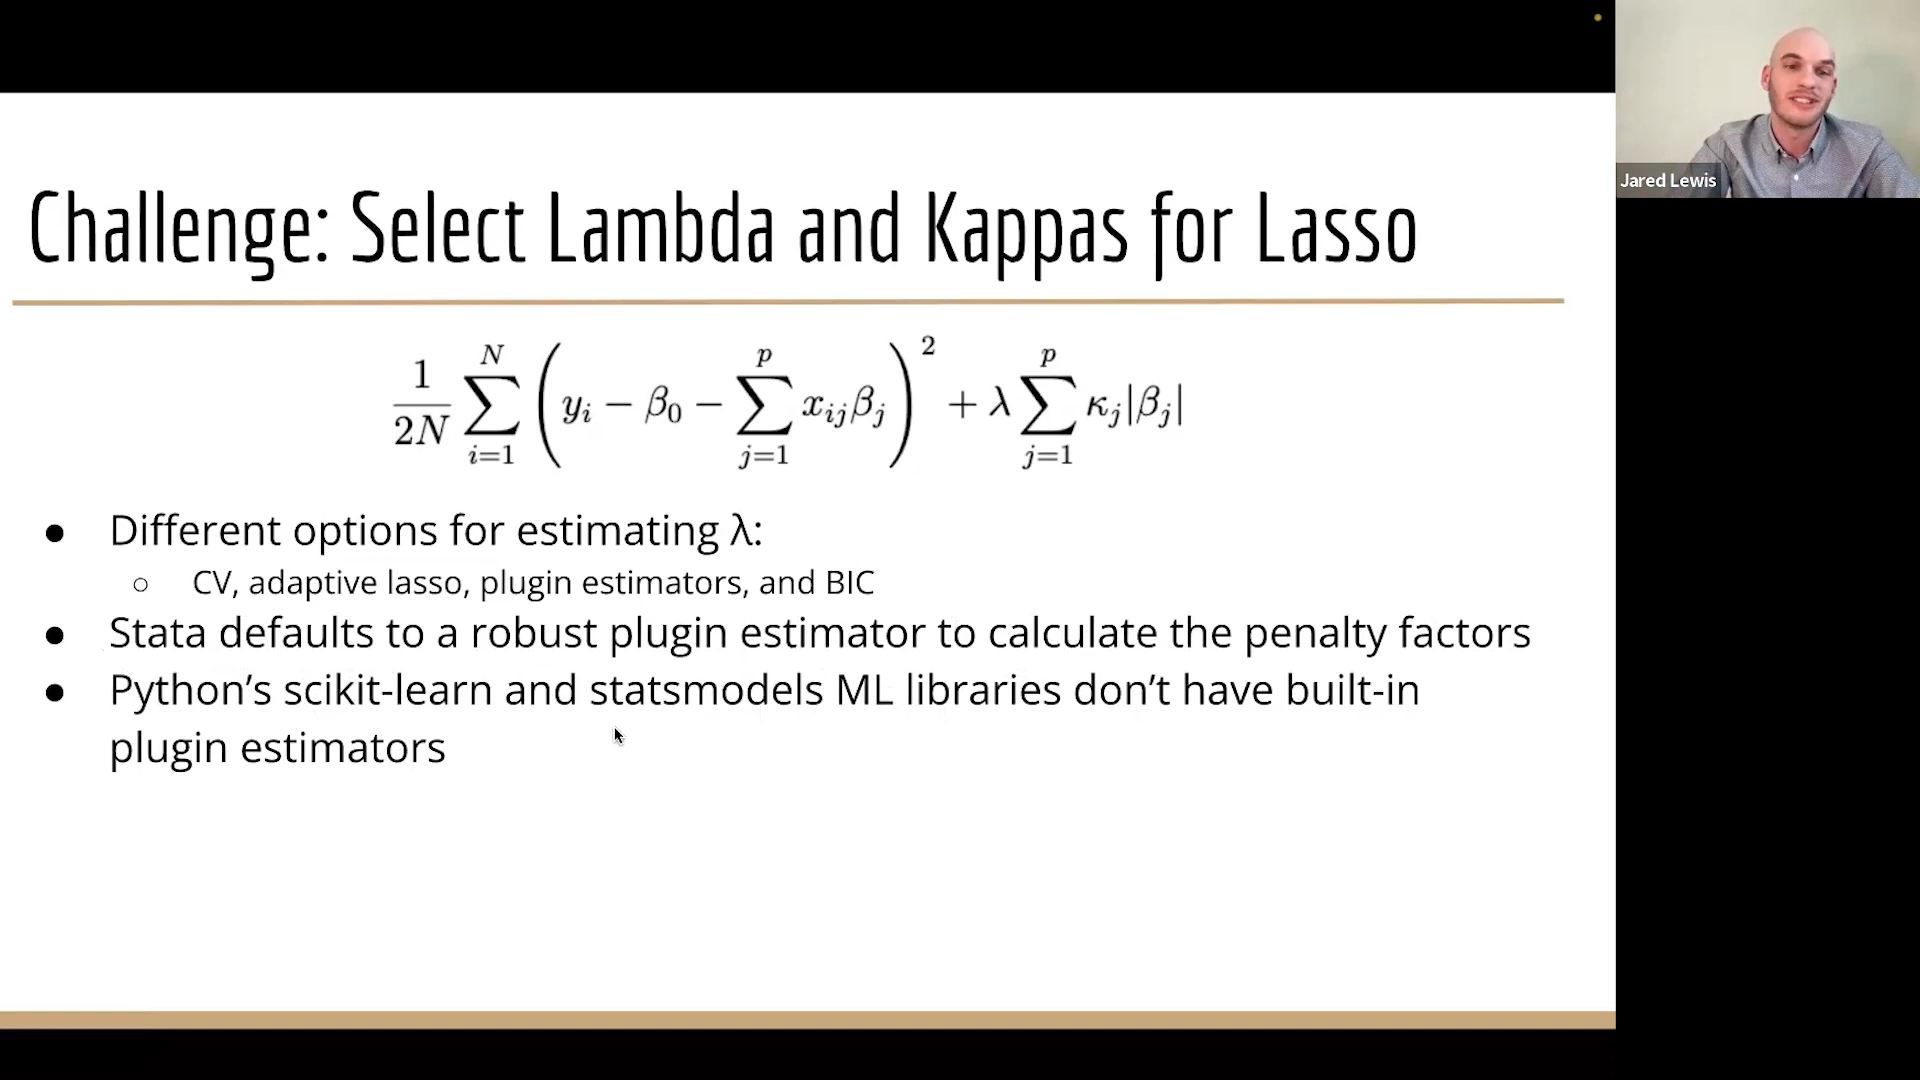 Jared Lewis
Challenge: Select Lambda and Kappas for Lasso
\frac{1}{2N} \sum_{i=1}^{N} \left( y_i - \beta_0 - \sum_{j=1}^{p} x_{ij}\beta_j \right)^2 + \lambda \sum_{j=1}^{p} \kappa_j |\beta_j|
● Different options for estimating λ:
○ CV, adaptive lasso, plugin estimators, and BIC
● Stata defaults to a robust plugin estimator to calculate the penalty factors
● Python’s scikit-learn and statsmodels ML libraries don’t have built-in
plugin estimators